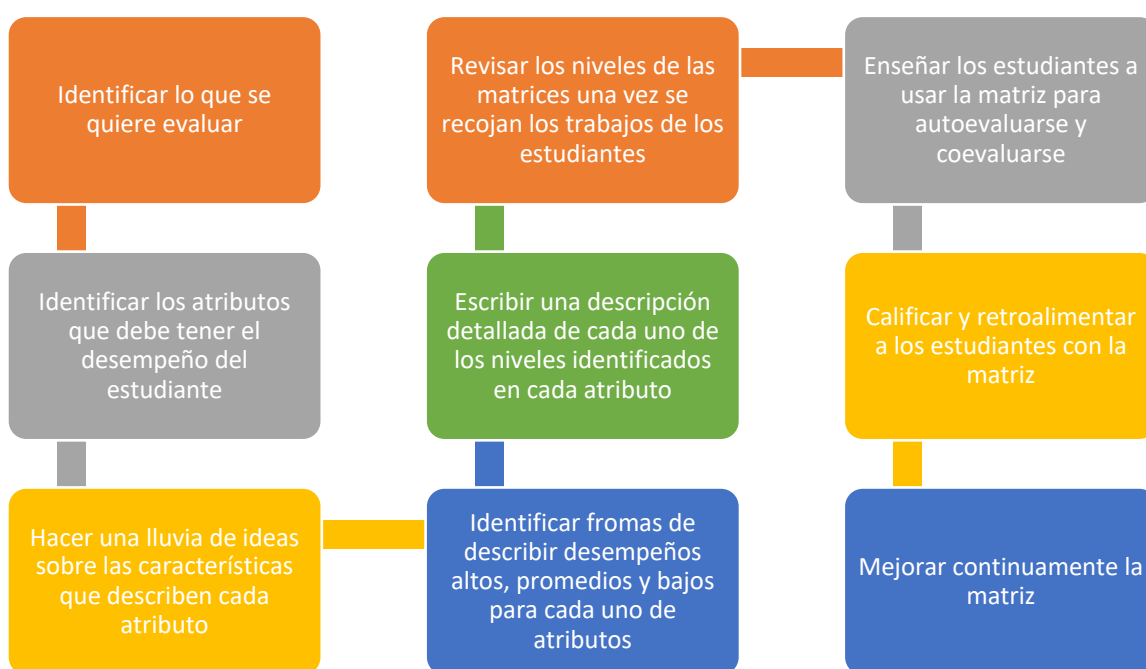 Identificar lo que se
quiere evaluar
Identificar los atributos
que debe tener el
desempeño del
estudiante
Hacer una lluvia de ideas
sobre las características
que describen cada
atributo
Identificar fromas de
describir desempeños
altos, promedios y bajos
para cada uno de
atributos
Escribir una descripción
detallada de cada uno de
los niveles identificados
en cada atributo
Revisar los niveles de las
matrices una vez se
recojan los trabajos de los
estudiantes
Enseñar los estudiantes a
usar la matriz para
autoevaluarse y
coevaluarse
Calificar y retroalimentar
a los estudiantes con la
matriz
Mejorar continuamente la
matriz